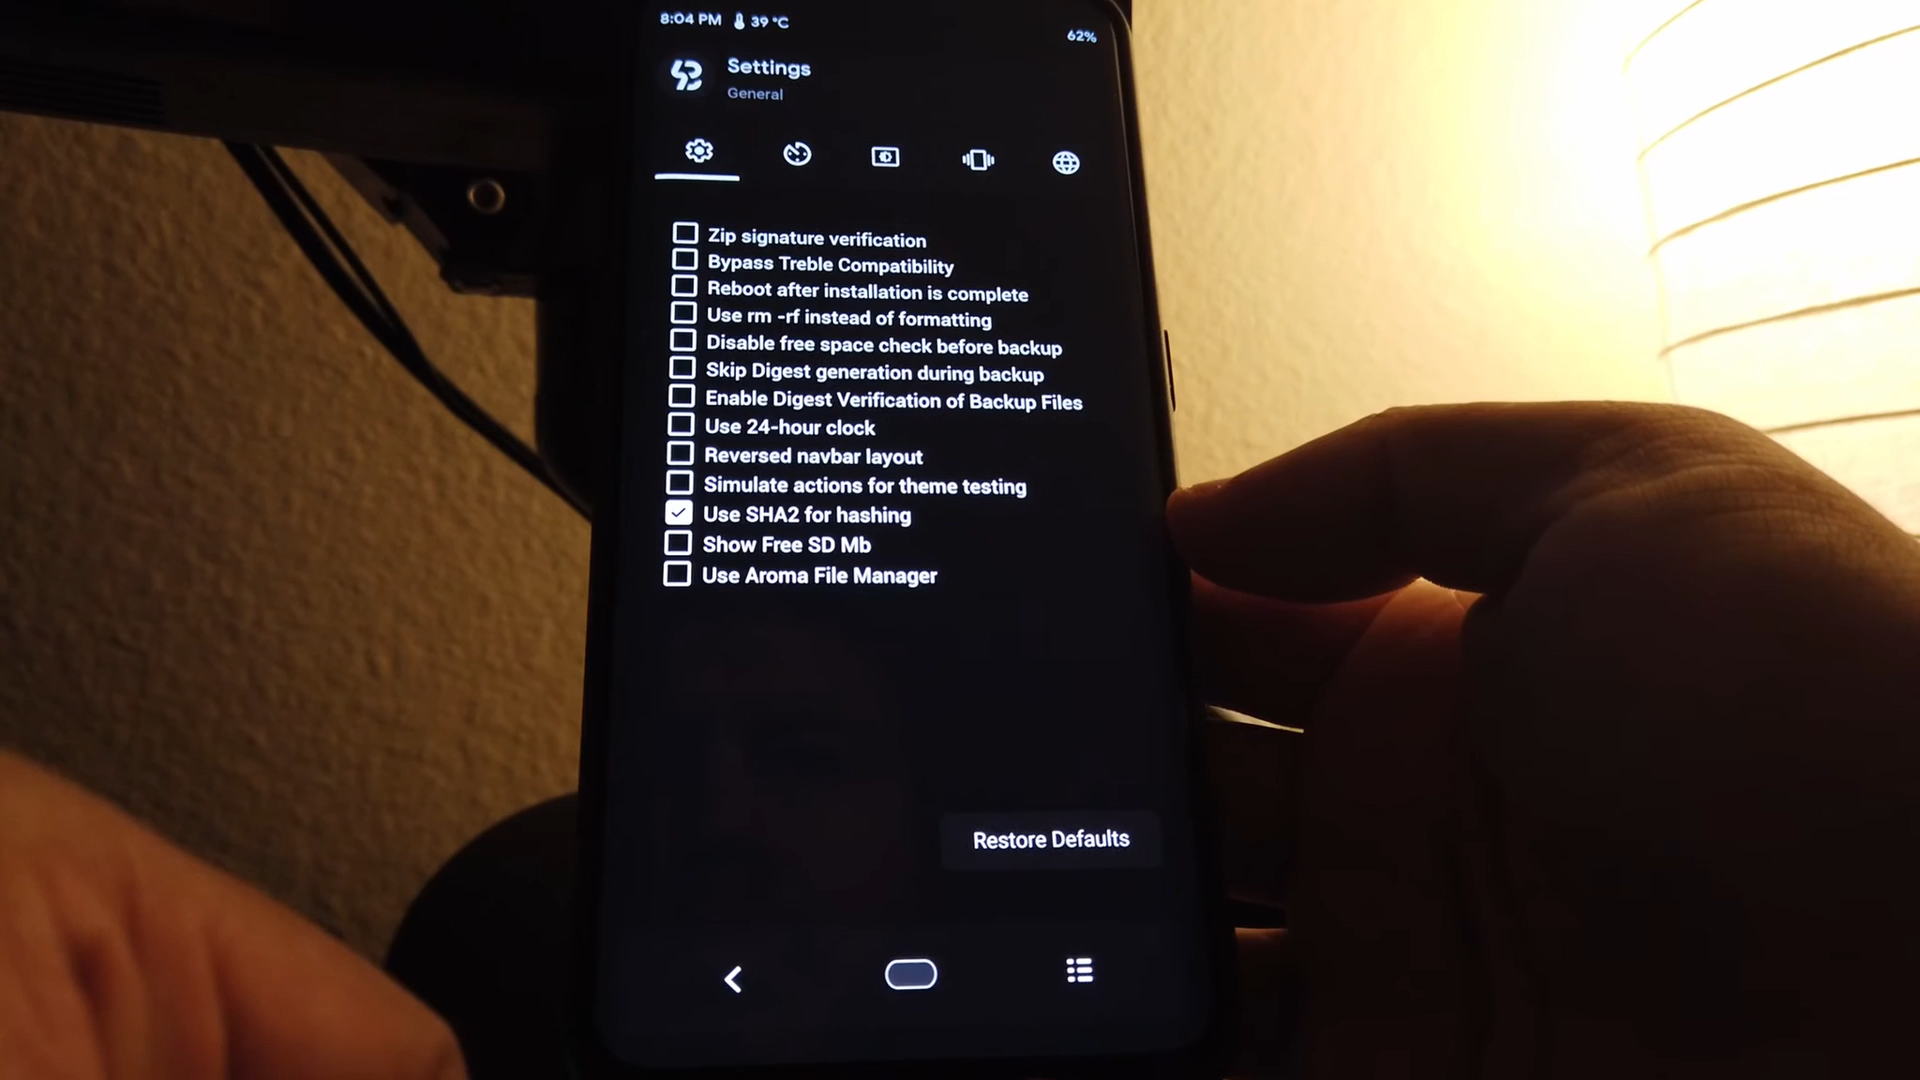 8:04 PM 39 °C
62%
Settings
General
Zip signature verification
Bypass Treble Compatibility
Reboot after installation is complete
Use rm -rf instead of formatting
Disable free space check before backup
Skip Digest generation during backup
Enable Digest Verification of Backup Files
Use 24-hour clock
Reversed navbar layout
Simulate actions for theme testing
Use SHA2 for hashing
Show Free SD Mb
Use Aroma File Manager
Restore Defaults